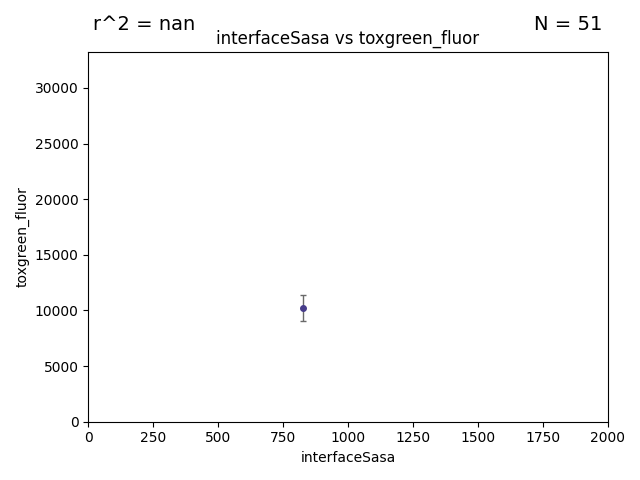 r^2 = nan
N = 51
interfaceSasa vs toxgreen_fluor
30000
25000
20000
15000
10000
5000
0
toxgreen_fluor
0 250 500 750 1000 1250 1500 1750 2000
interfaceSasa